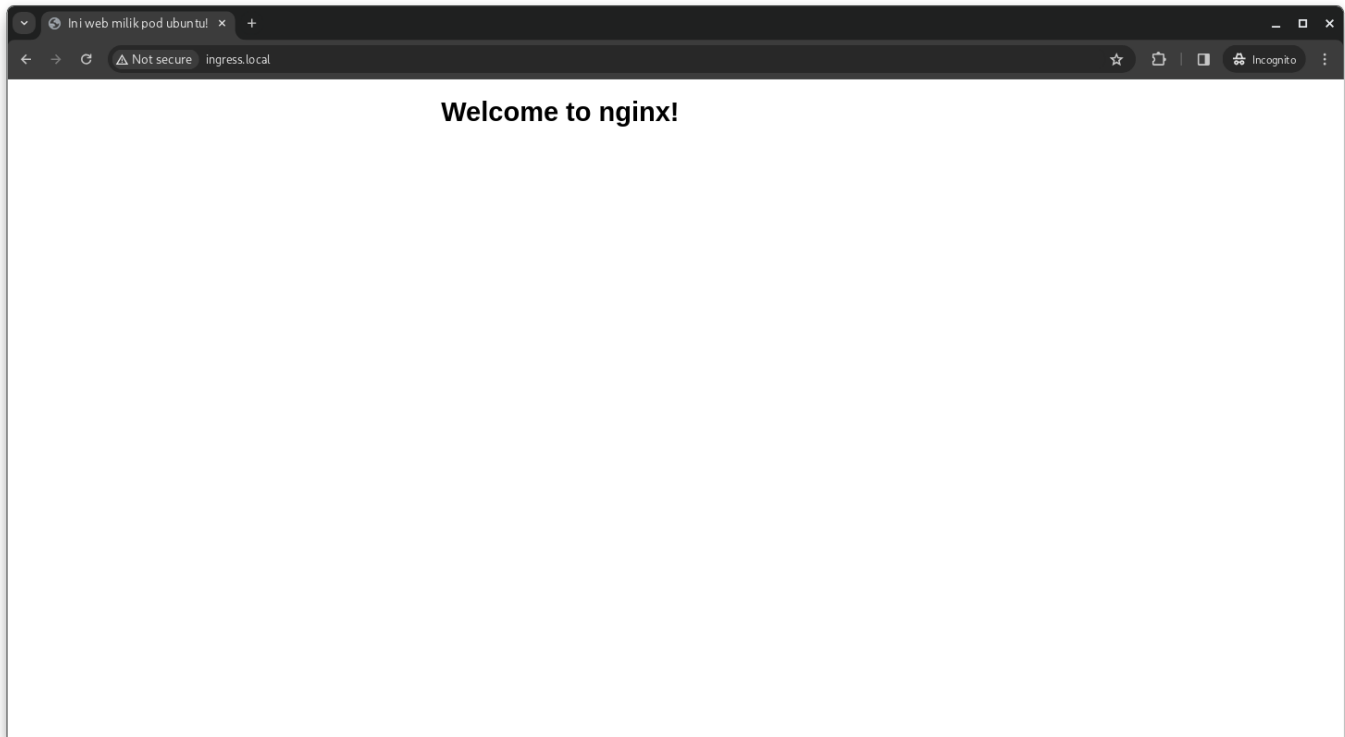 Ini web milik pod ubuntu!
Not secure ingress.local Incognito
Welcome to nginx!